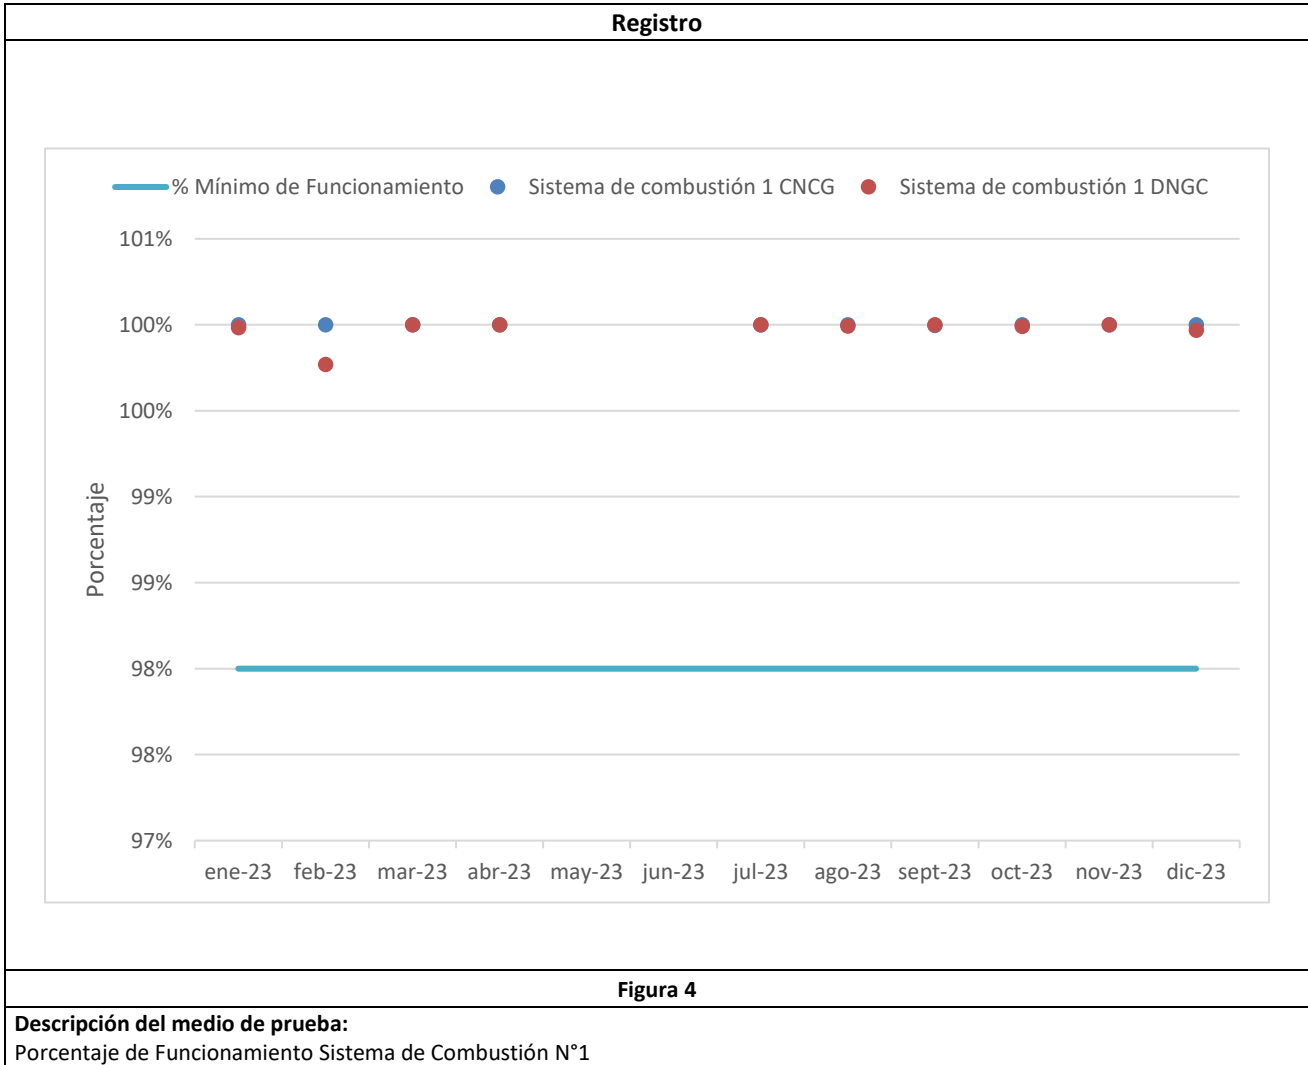 Registro
% Mínimo de Funcionamiento Sistema de combustión 1 CNCG Sistema de combustión 1 DNGC
101%
100%
100%
99%
99%
98%
98%
97%
Porcentaje
ene-23 feb-23 mar-23 abr-23 may-23 jun-23 jul-23 ago-23 sept-23 oct-23 nov-23 dic-23
Figura 4
Descripción del medio de prueba:
Porcentaje de Funcionamiento Sistema de Combustión N°1